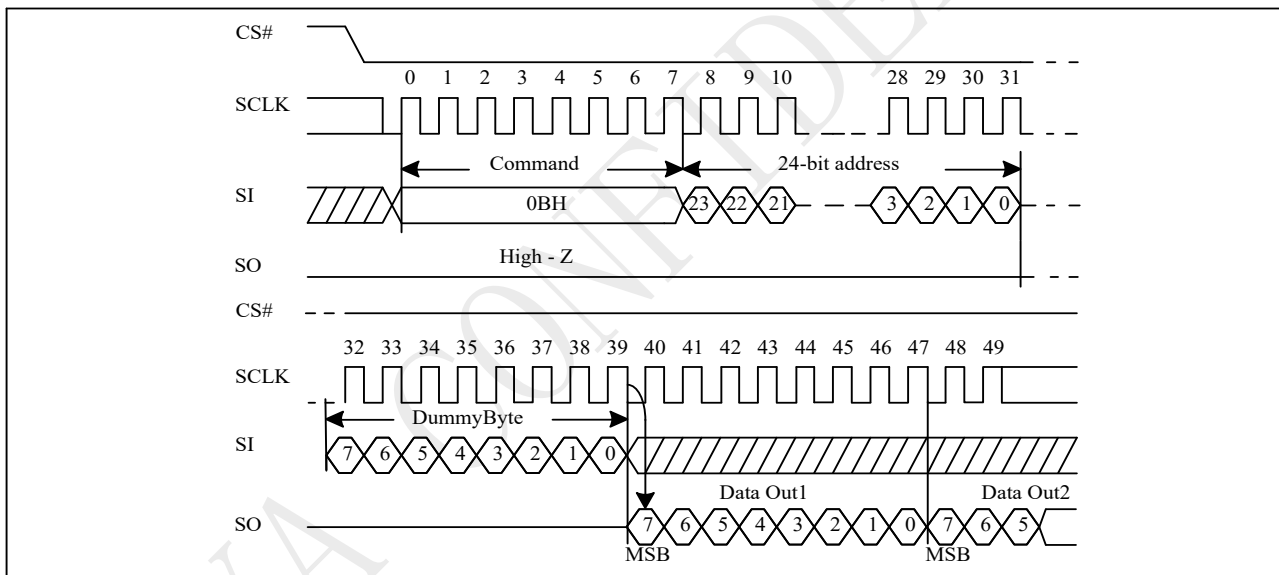 CS#
0 1 2 3 4 5 6 7 8 9 10 28 29 30 31
SCLK
Command 24-bit address
SI 0BH 23 22 21 3 2 1 0
High - Z
SO
CS#
32 33 34 35 36 37 38 39 40 41 42 43 44 45 46 47 48 49
SCLK
DummyByte
SI 7 6 5 4 3 2 1 0
Data Out1 Data Out2
SO 7 6 5 4 3 2 1 0 7 6 5
MSB MSB